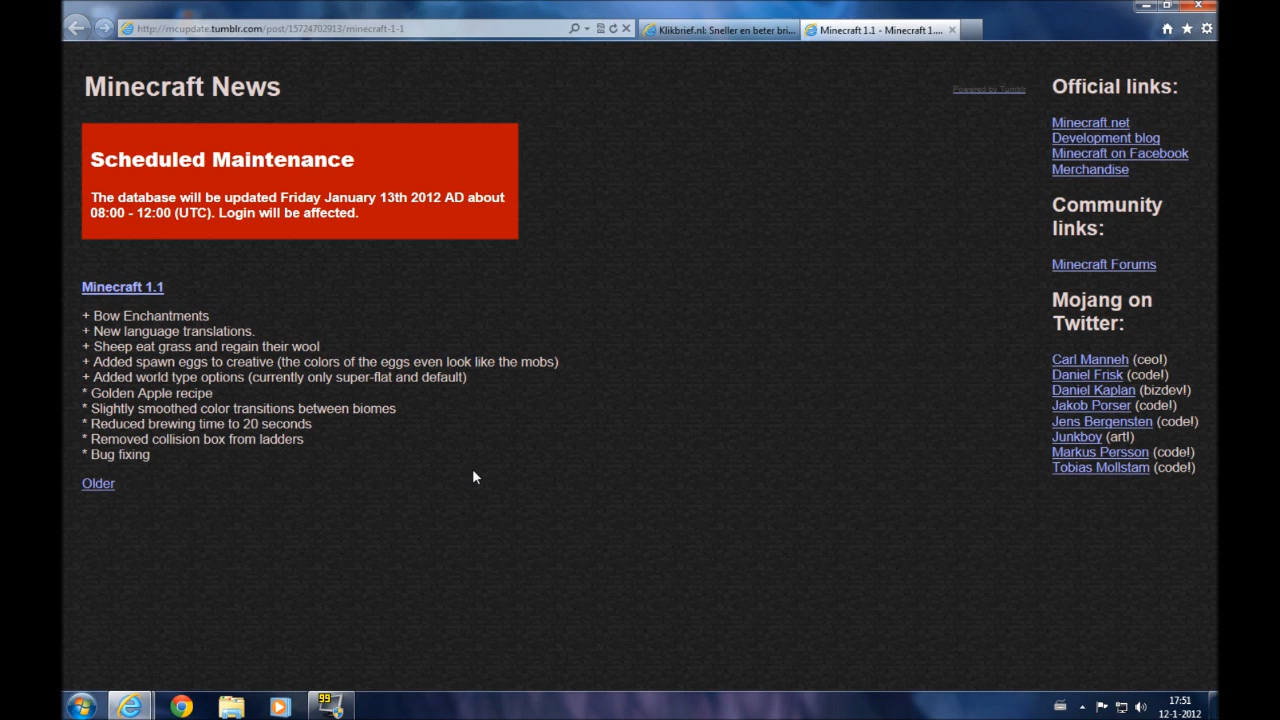 http://mcupdate.tumblr.com/post/15724702913/minecraft-1-1
Klikbrief.nl: Sneller en beter bri...
Minecraft 1.1 - Minecraft 1....
Minecraft News
Powered by Tumblr
Scheduled Maintenance
The database will be updated Friday January 13th 2012 AD about
08:00 - 12:00 (UTC). Login will be affected.
Minecraft 1.1
+ Bow Enchantments
+ New language translations.
+ Sheep eat grass and regain their wool
+ Added spawn eggs to creative (the colors of the eggs even look like the mobs)
+ Added world type options (currently only super-flat and default)
* Golden Apple recipe
* Slightly smoothed color transitions between biomes
* Reduced brewing time to 20 seconds
* Removed collision box from ladders
* Bug fixing
Older
Official links:
Minecraft.net
Development blog
Minecraft on Facebook
Merchandise
Community
links:
Minecraft Forums
Mojang on
Twitter:
Carl Manneh (ceo!)
Daniel Frisk (code!)
Daniel Kaplan (bizdev!)
Jakob Porser (code!)
Jens Bergensten (code!)
Junkboy (art!)
Markus Persson (code!)
Tobias Mollstam (code!)
99
17:51
12-1-2012